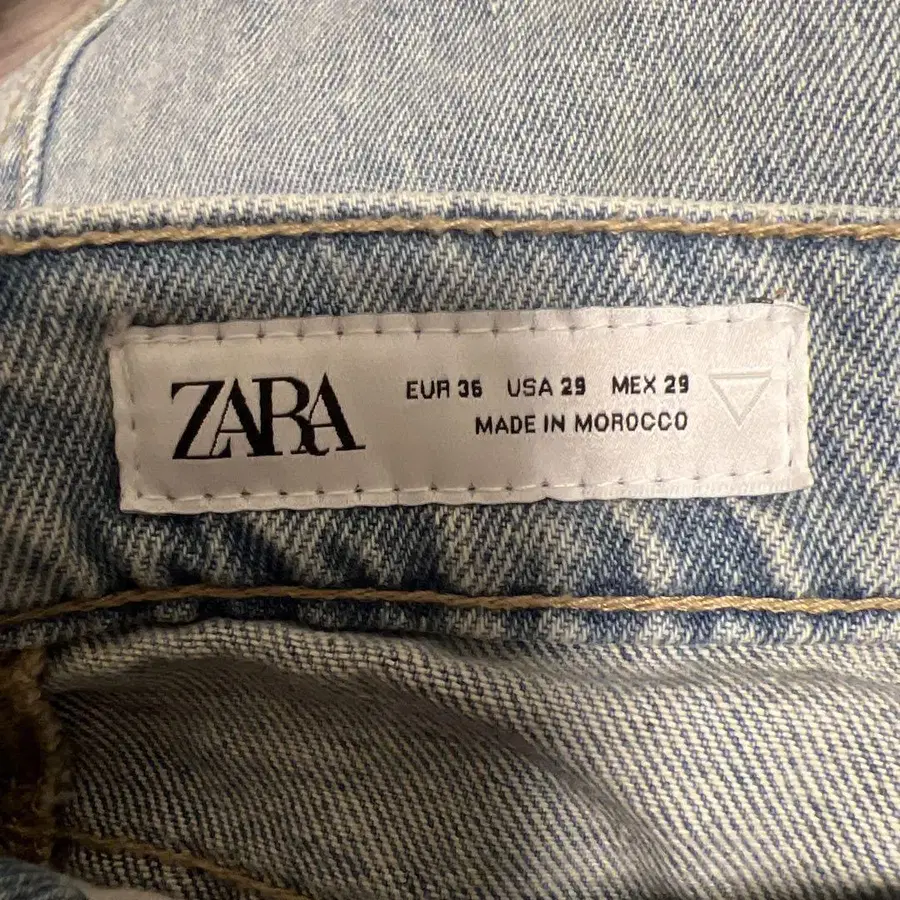 ZARA
EUR 36 USA 29 MEX 29
MADE IN MOROCCO